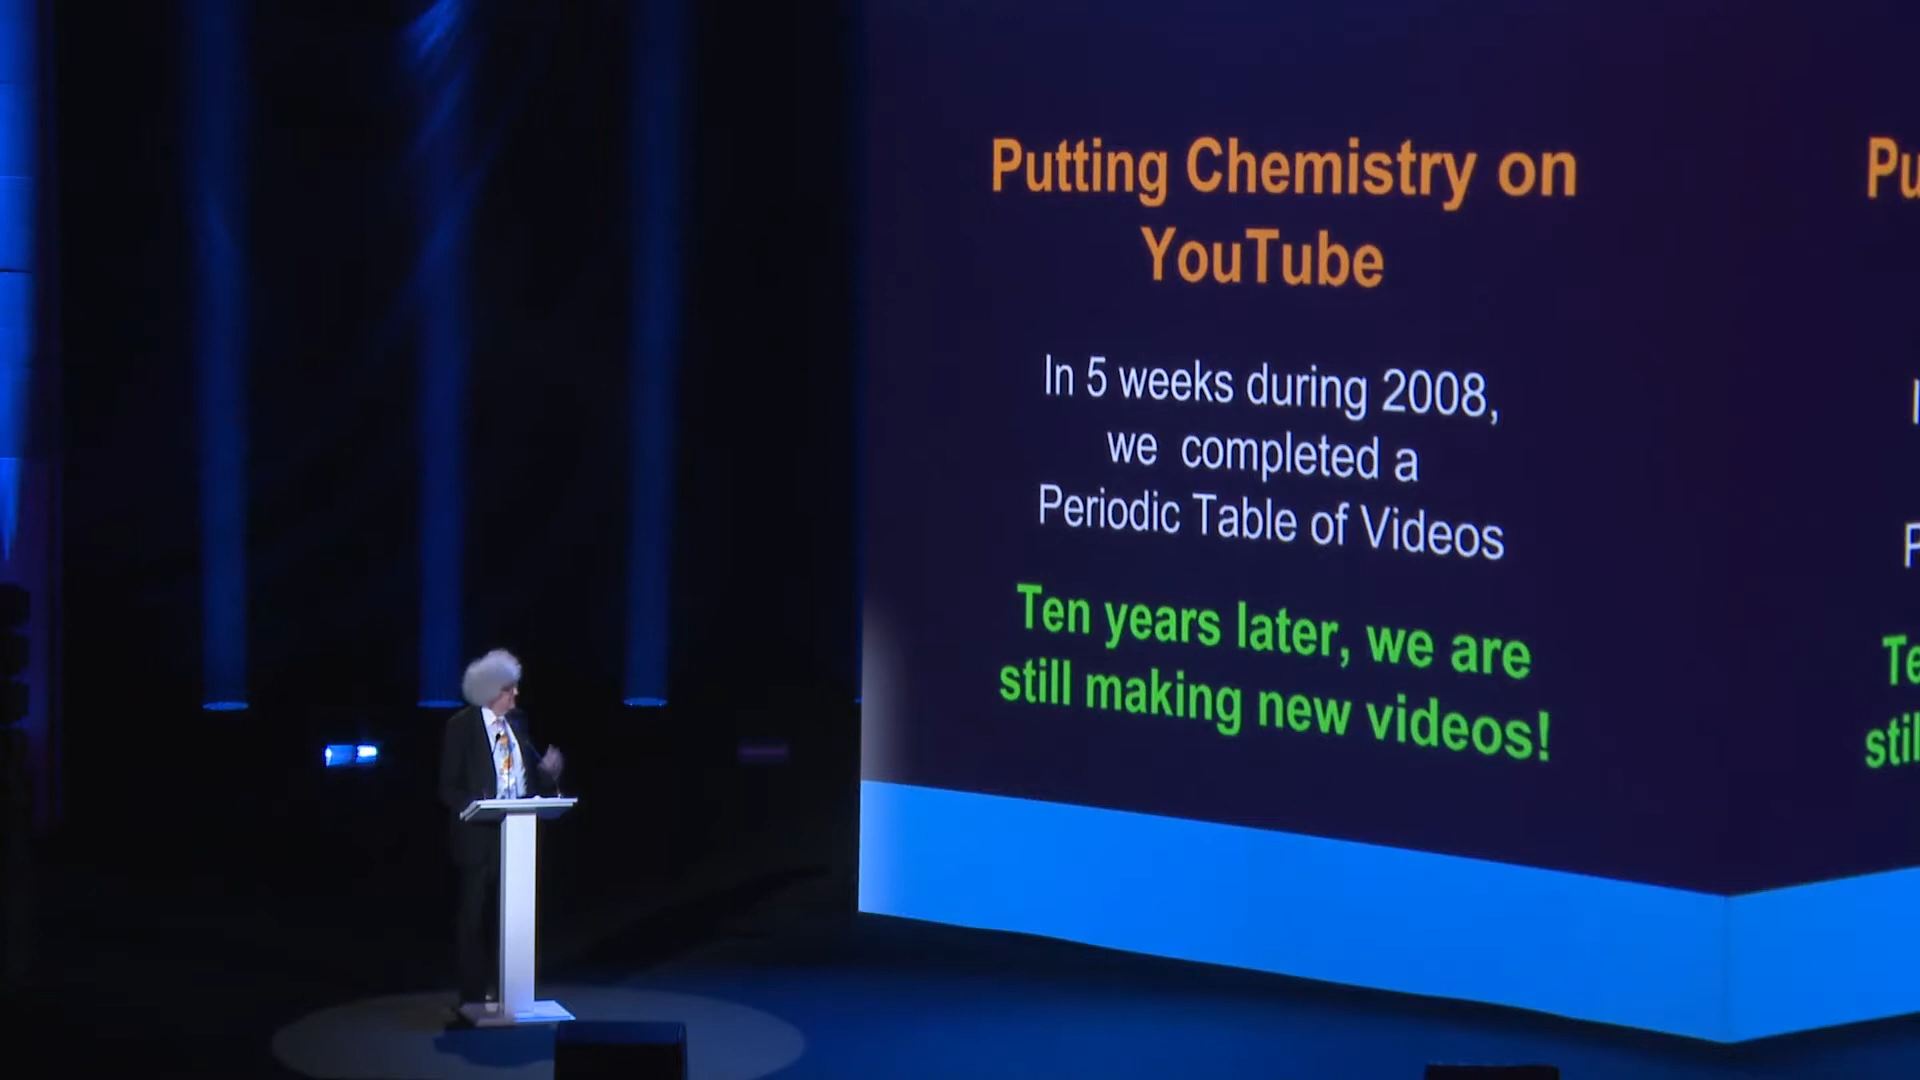 Putting Chemistry on
YouTube
In 5 weeks during 2008,
we completed a
Periodic Table of Videos
Ten years later, we are
still making new videos!